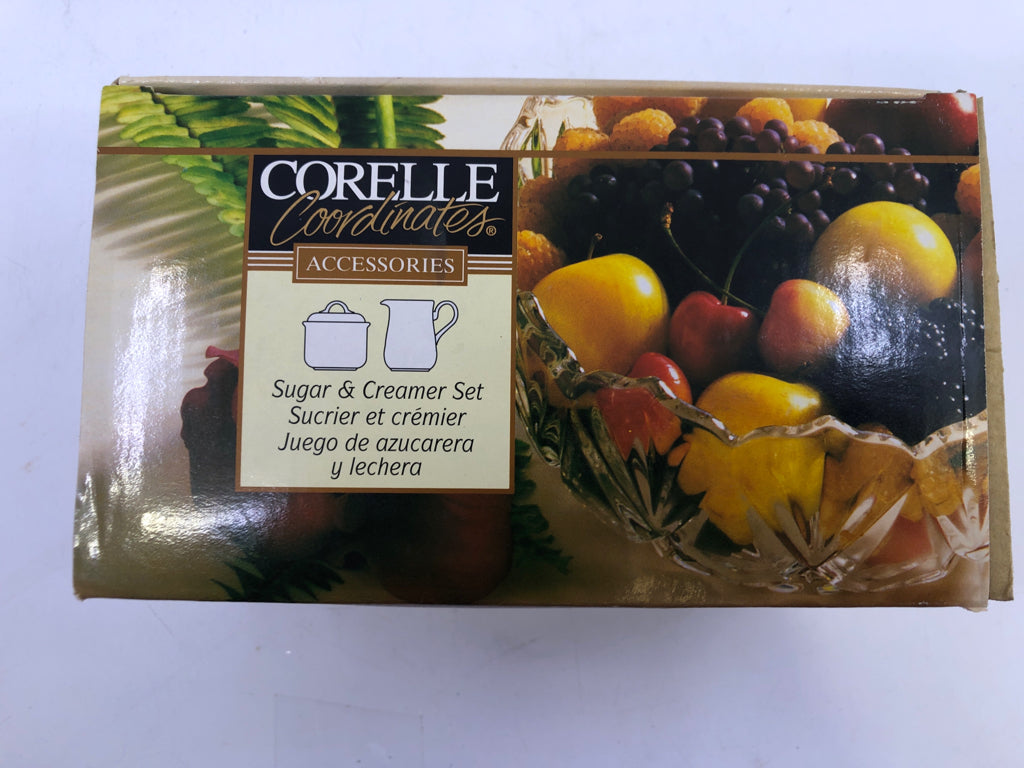 CORELLE
Coordinates®
ACCESSORIES
Sugar & Creamer Set
Sucrier et crémier
Juego de azucarera
y lechera